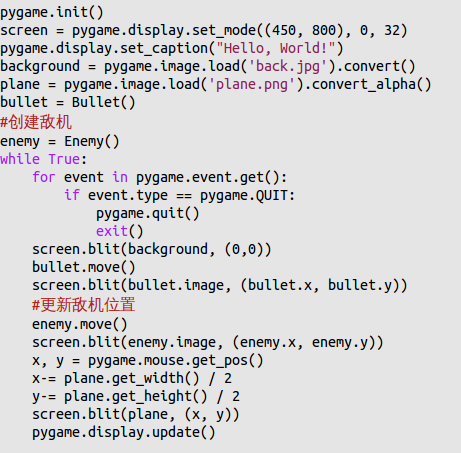 pygame.init()
screen = pygame.display.set_mode((450, 800), 0, 32)
pygame.display.set_caption("Hello, World!")
background = pygame.image.load('back.jpg').convert()
plane = pygame.image.load('plane.png').convert_alpha()
bullet = Bullet()
#创建敌机
enemy = Enemy()
while True:
    for event in pygame.event.get():
        if event.type == pygame.QUIT:
            pygame.quit()
            exit()
    screen.blit(background, (0,0))
    bullet.move()
    screen.blit(bullet.image, (bullet.x, bullet.y))
    #更新敌机位置
    enemy.move()
    screen.blit(enemy.image, (enemy.x, enemy.y))
    x, y = pygame.mouse.get_pos()
    x-= plane.get_width() / 2
    y-= plane.get_height() / 2
    screen.blit(plane, (x, y))
    pygame.display.update()